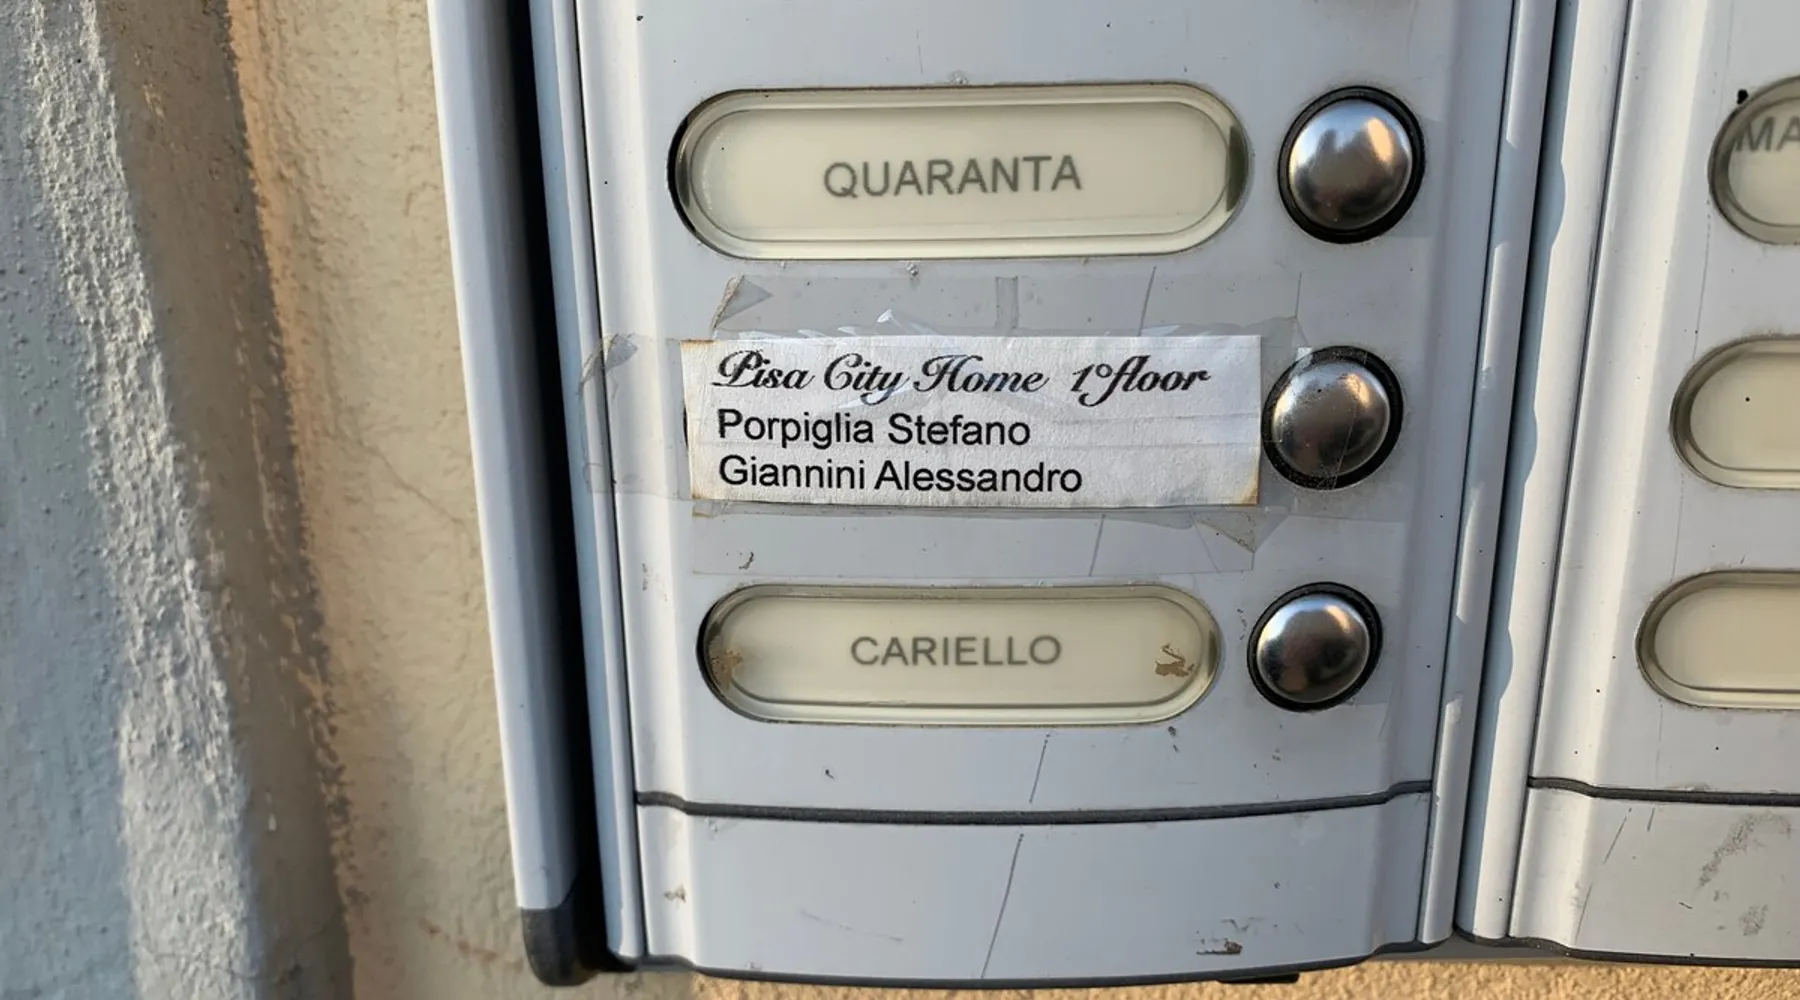 QUARANTA
Pisa City Home 1°floor
Porpiglia Stefano
Giannini Alessandro
CARIELLO